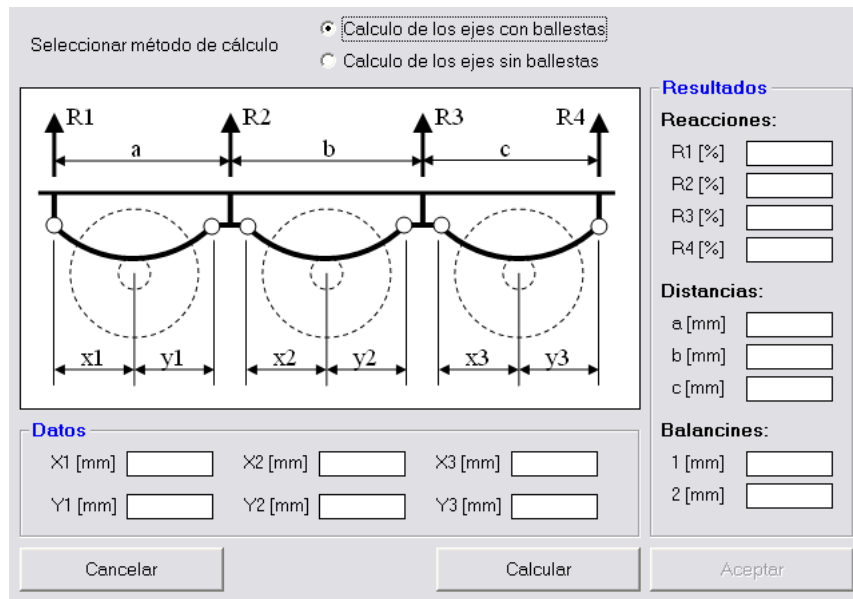 Seleccionar método de cálculo
Calculo de los ejes con ballestas
Calculo de los ejes sin ballestas
R1 R2 R3 R4
a b c
x1 y1 x2 y2 x3 y3
Datos
X1 [mm] X2 [mm] X3 [mm]
Y1 [mm] Y2 [mm] Y3 [mm]
Resultados
Reacciones:
R1 [%]
R2 [%]
R3 [%]
R4 [%]
Distancias:
a [mm]
b [mm]
c [mm]
Balancines:
1 [mm]
2 [mm]
Cancelar Calcular Aceptar